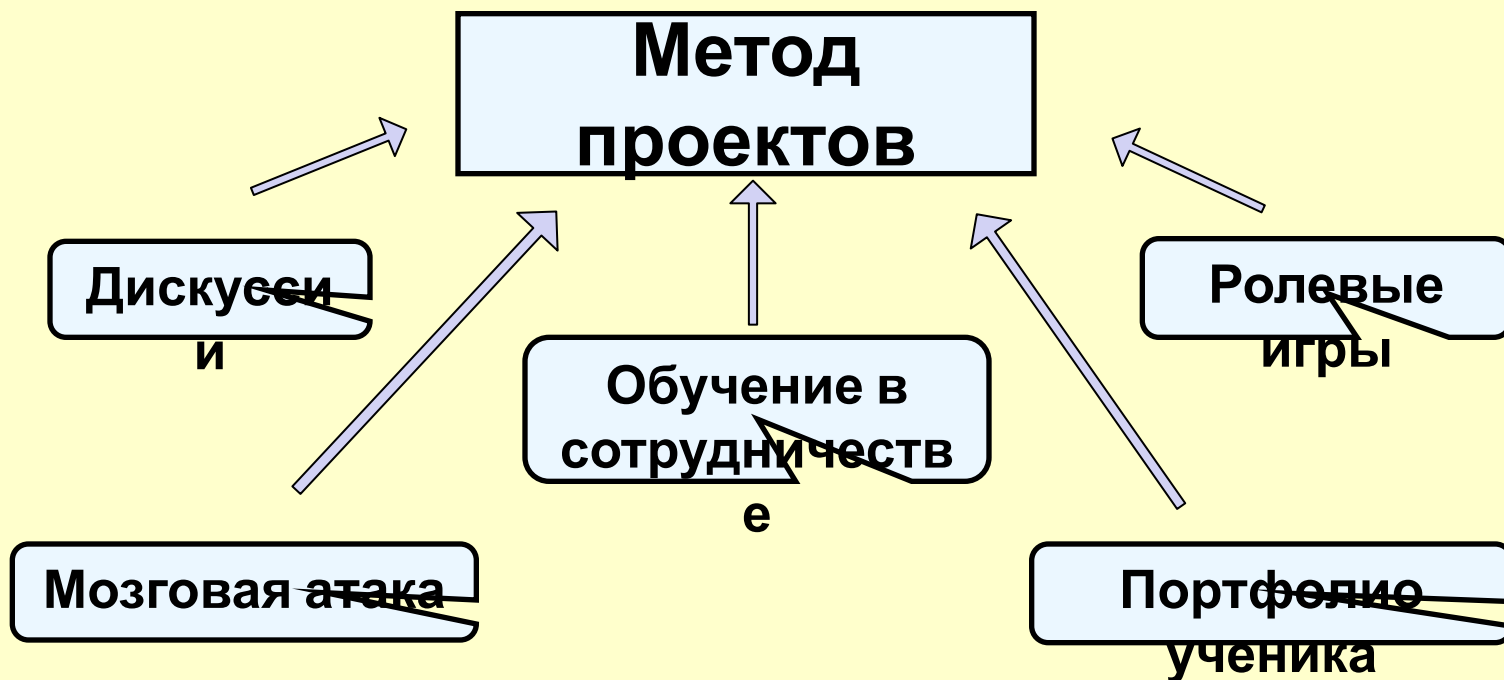 Метод
проектов
Дискусси
и
Ролевые
игры
Обучение в
сотрудничеств
е
Мозговая атака
Портфолио
ученика